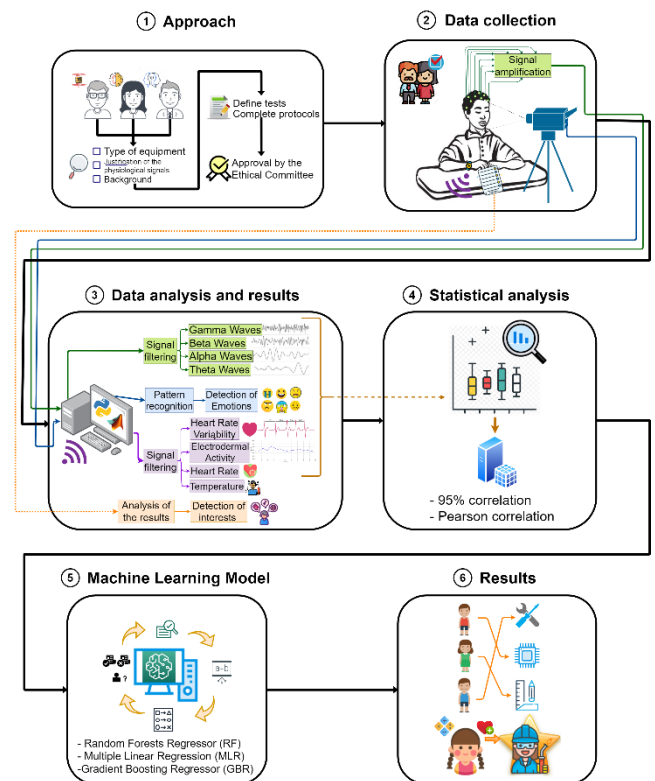 1 Approach
Type of equipment
Justification of the
physiological signals
Background
Define tests
Complete protocols
Approval by the
Ethical Committee
2 Data collection
Signal
amplification
3 Data analysis and results
Signal
filtering
Gamma Waves
Beta Waves
Alpha Waves
Theta Waves
Pattern
recognition
Detection of
Emotions
Signal
filtering
Heart Rate
Variability
Electrodermal
Activity
Heart Rate
Temperature
Analysis of
the results
Detection of
interests
4 Statistical analysis
- 95% correlation
- Pearson correlation
5 Machine Learning Model
a-b
?
- Random Forests Regressor (RF)
- Multiple Linear Regression (MLR)
-Gradient Boosting Regressor (GBR)
6 Results